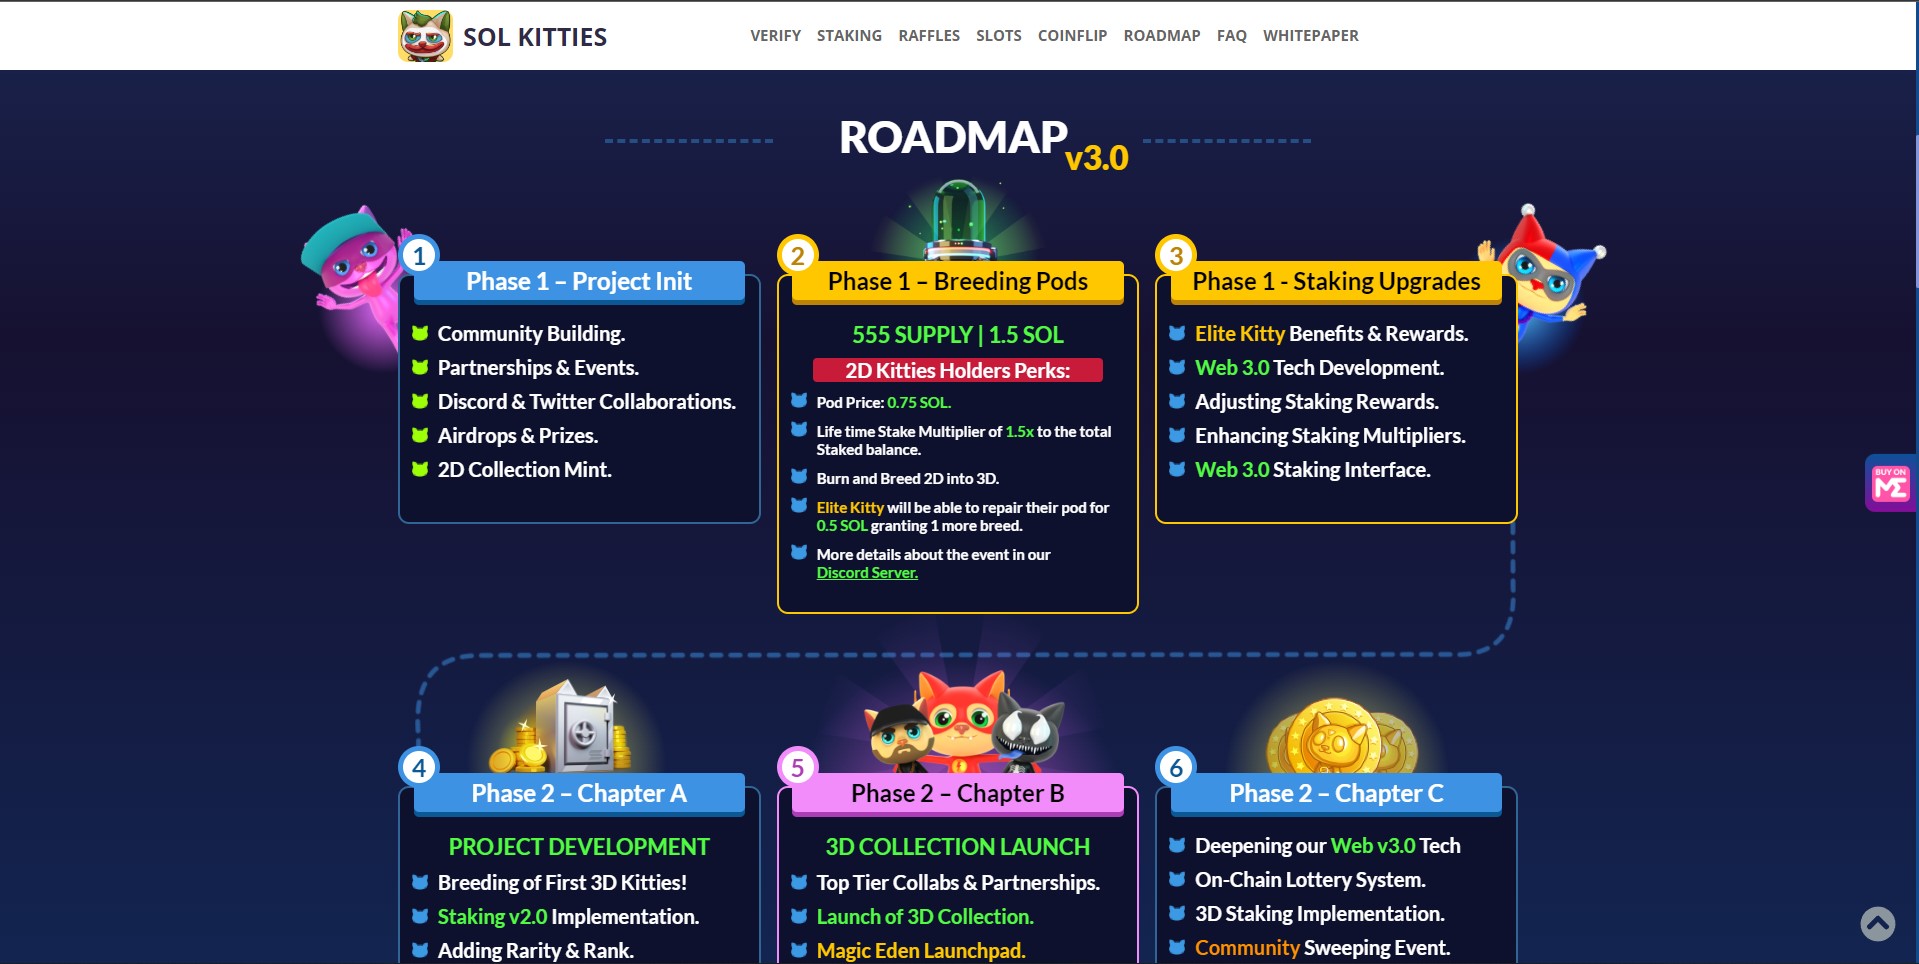 SOL KITTIES
VERIFY STAKING RAFFLES SLOTS COINFLIP ROADMAP FAQ WHITEPAPER
ROADMAP v3.0
1
Phase 1 – Project Init
Community Building.
Partnerships & Events.
Discord & Twitter Collaborations.
Airdrops & Prizes.
2D Collection Mint.
2
Phase 1 – Breeding Pods
555 SUPPLY | 1.5 SOL
2D Kitties Holders Perks:
Pod Price: 0.75 SOL.
Life time Stake Multiplier of 1.5x to the total
Staked balance.
Burn and Breed 2D into 3D.
Elite Kitty will be able to repair their pod for
0.5 SOL granting 1 more breed.
More details about the event in our
Discord Server.
3
Phase 1 - Staking Upgrades
Elite Kitty Benefits & Rewards.
Web 3.0 Tech Development.
Adjusting Staking Rewards.
Enhancing Staking Multipliers.
Web 3.0 Staking Interface.
BUY ON
ME
4
Phase 2 – Chapter A
PROJECT DEVELOPMENT
Breeding of First 3D Kitties!
Staking v2.0 Implementation.
Adding Rarity & Rank.
5
Phase 2 – Chapter B
3D COLLECTION LAUNCH
Top Tier Collabs & Partnerships.
Launch of 3D Collection.
Magic Eden Launchpad.
6
Phase 2 – Chapter C
Deepening our Web v3.0 Tech
On-Chain Lottery System.
3D Staking Implementation.
Community Sweeping Event.